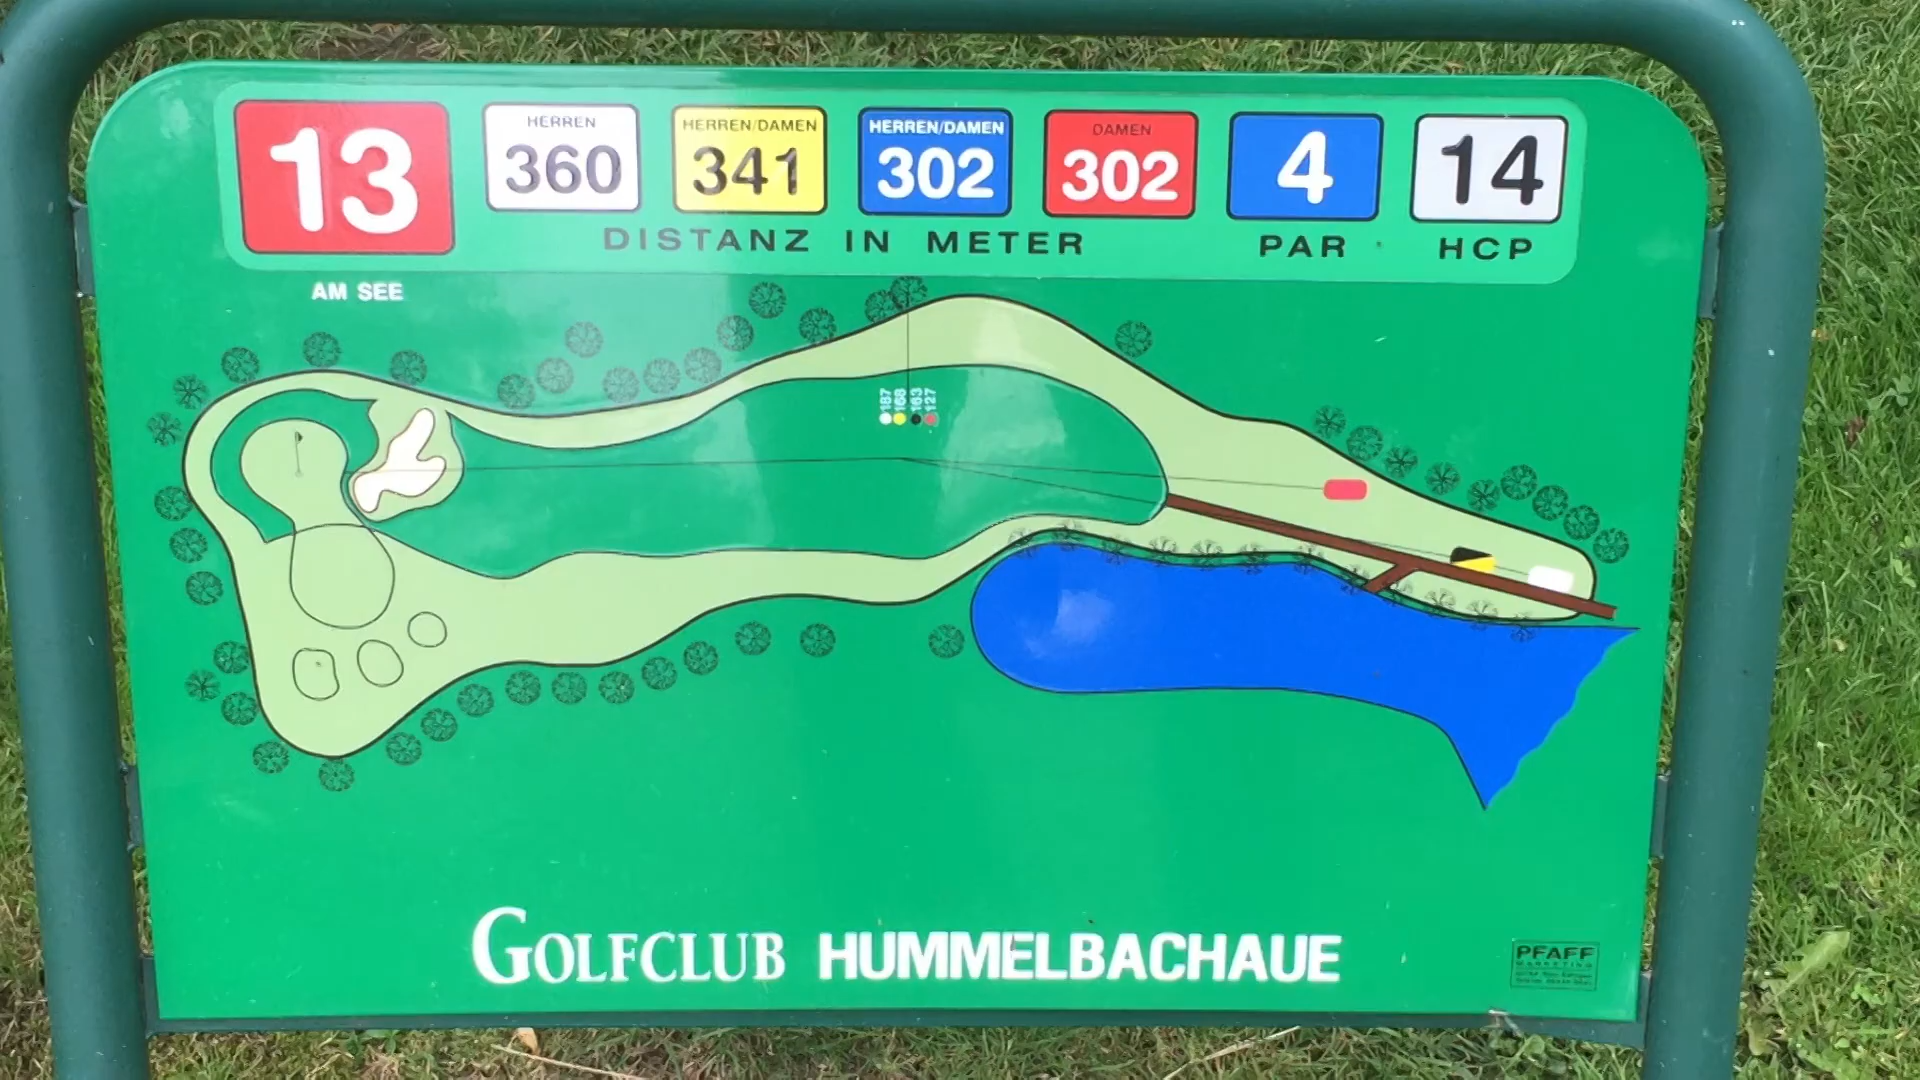 13
HERREN
360
HERREN/DAMEN
341
HERREN/DAMEN
302
DAMEN
302
4
14
DISTANZ IN METER
PAR
HCP
AM SEE
187
168
163
127
GOLFCLUB HUMMELBACHAUE
PFAFF
MARKETING